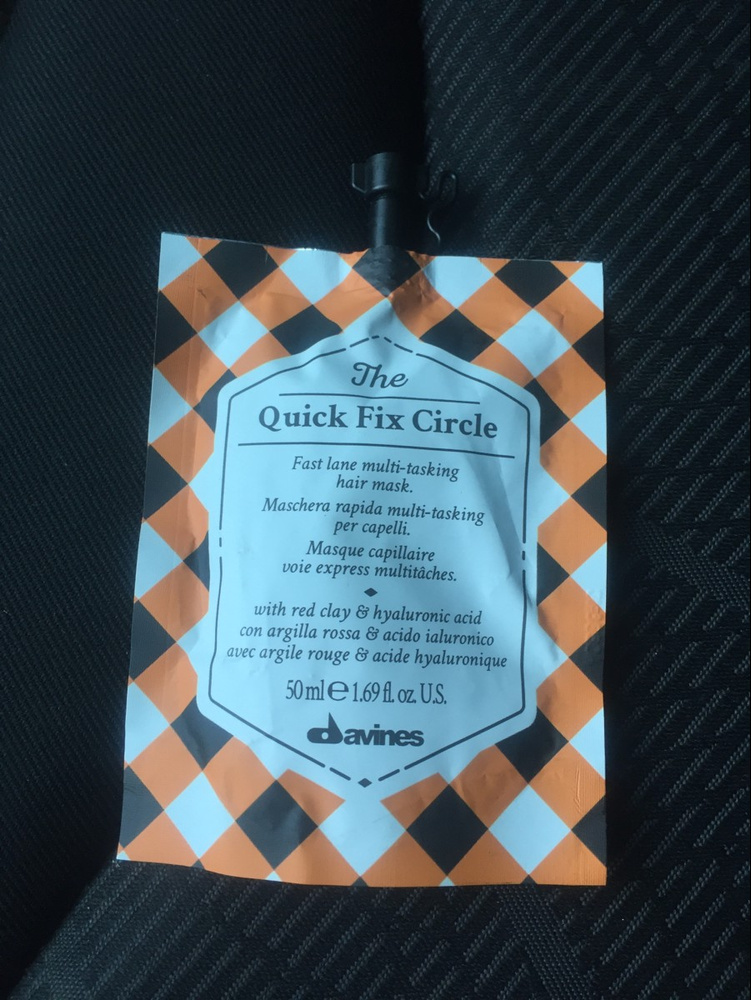 The
Quick Fix Circle
Fast lane multi-tasking
hair mask.
Maschera rapida multi-tasking
per capelli.
Masque capillaire
voie express multitâches.
with red clay & hyaluronic acid
con argilla rossa & acido ialuronico
avec argile rouge & acide hyaluronique
50 ml ℮ 1.69 fl. oz. U.S.
davines